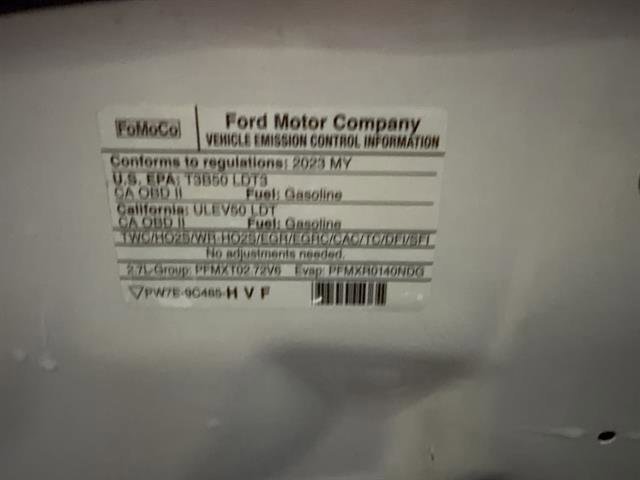 FoMoCo
Ford Motor Company
VEHICLE EMISSION CONTROL INFORMATION
Conforms to regulations: 2023 MY
U.S. EPA: T3B50 LDT3
CA OBD II Fuel: Gasoline
California: ULEV50 LDT
CA OBD II Fuel: Gasoline
TWC/HO2S/WR-HO2S/EGR/EGRC/CAC/TC/DFI/SFI
No adjustments needed.
2.7L-Group: PFMXT02.72V6 Evap: PFMXR0140NDG
PW7E-9C485-H V F